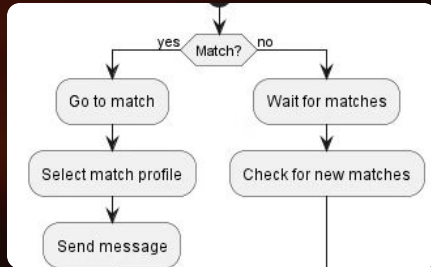 yes
Match?
no
Go to match
Wait for matches
Select match profile
Check for new matches
Send message